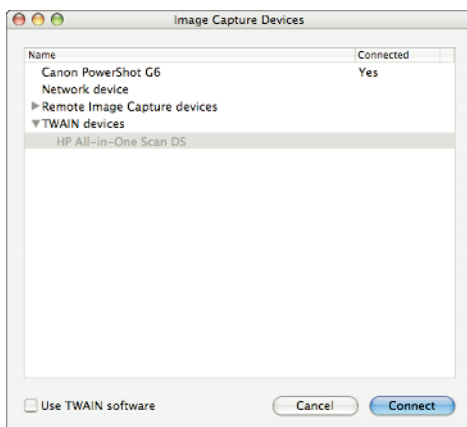 Image Capture Devices
Name Connected
Canon PowerShot G6 Yes
Network device
Remote Image Capture devices
TWAIN devices
HP All-in-One Scan DS
Use TWAIN software Cancel Connect